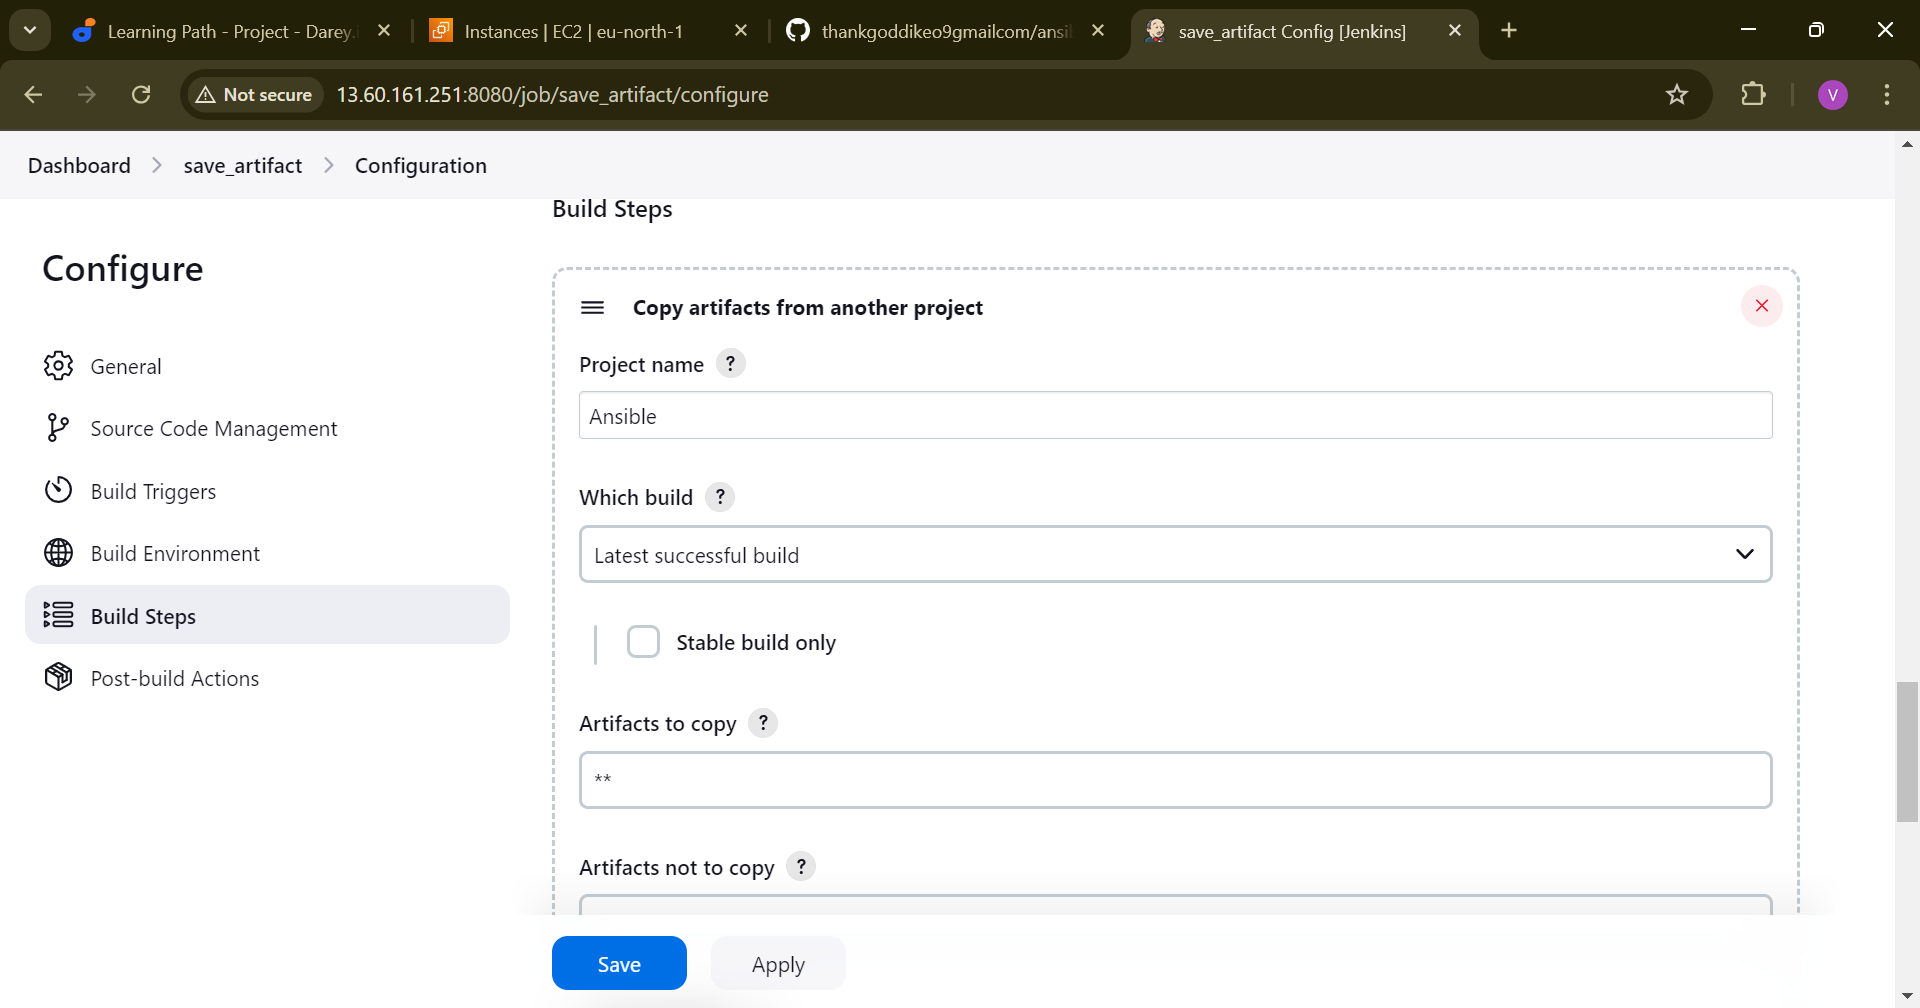 Learning Path - Project - Darey.i
Instances | EC2 | eu-north-1
thankgoddikeo9gmailcom/ansil
save_artifact Config [Jenkins]
Not secure
13.60.161.251:8080/job/save_artifact/configure
V
Dashboard
save_artifact
Configuration
Configure
General
Source Code Management
Build Triggers
Build Environment
Build Steps
Post-build Actions
Build Steps
Copy artifacts from another project
Project name ?
Ansible
Which build ?
Latest successful build
Stable build only
Artifacts to copy ?
**
Artifacts not to copy ?
Save
Apply